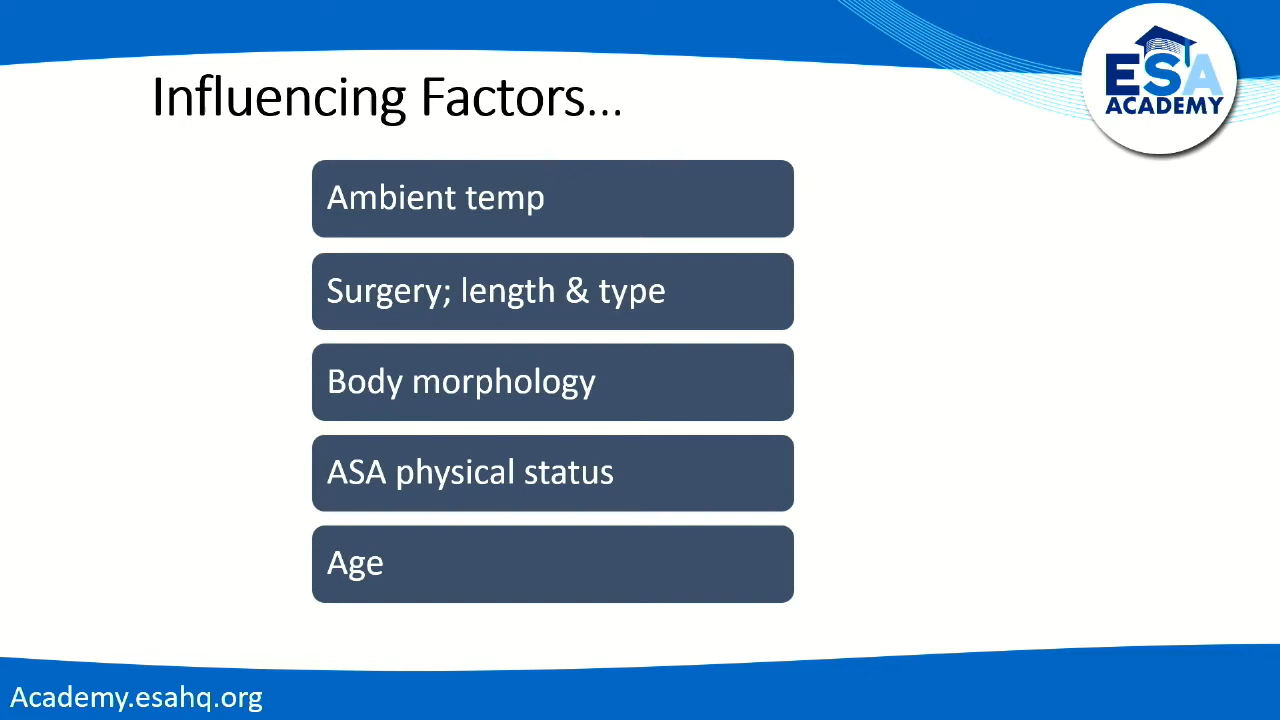 Influencing Factors...
ESA
ACADEMY
Ambient temp
Surgery; length & type
Body morphology
ASA physical status
Age
Academy.esahq.org